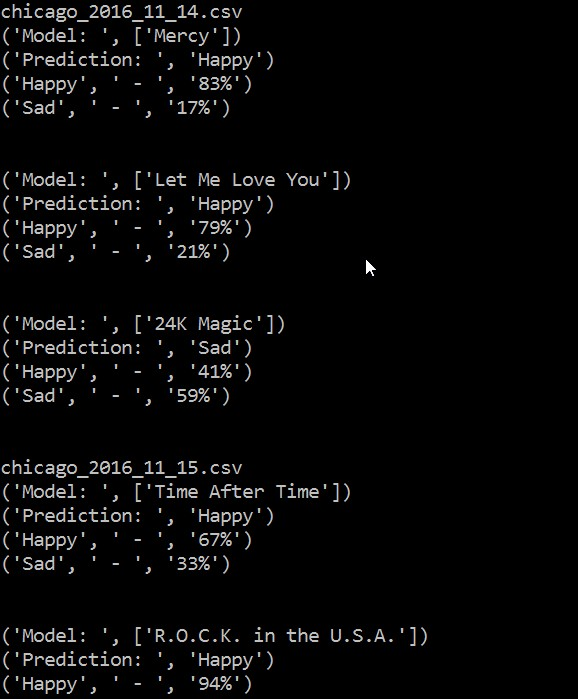 chicago_2016_11_14.csv
('Model: ', ['Mercy'])
('Prediction: ', 'Happy')
('Happy', ' - ', '83%')
('Sad', ' - ', '17%')
('Model: ', ['Let Me Love You'])
('Prediction: ', 'Happy')
('Happy', ' - ', '79%')
('Sad', ' - ', '21%')
('Model: ', ['24K Magic'])
('Prediction: ', 'Sad')
('Happy', ' - ', '41%')
('Sad', ' - ', '59%')
chicago_2016_11_15.csv
('Model: ', ['Time After Time'])
('Prediction: ', 'Happy')
('Happy', ' - ', '67%')
('Sad', ' - ', '33%')
('Model: ', ['R.O.C.K. in the U.S.A.'])
('Prediction: ', 'Happy')
('Happy', ' - ', '94%')